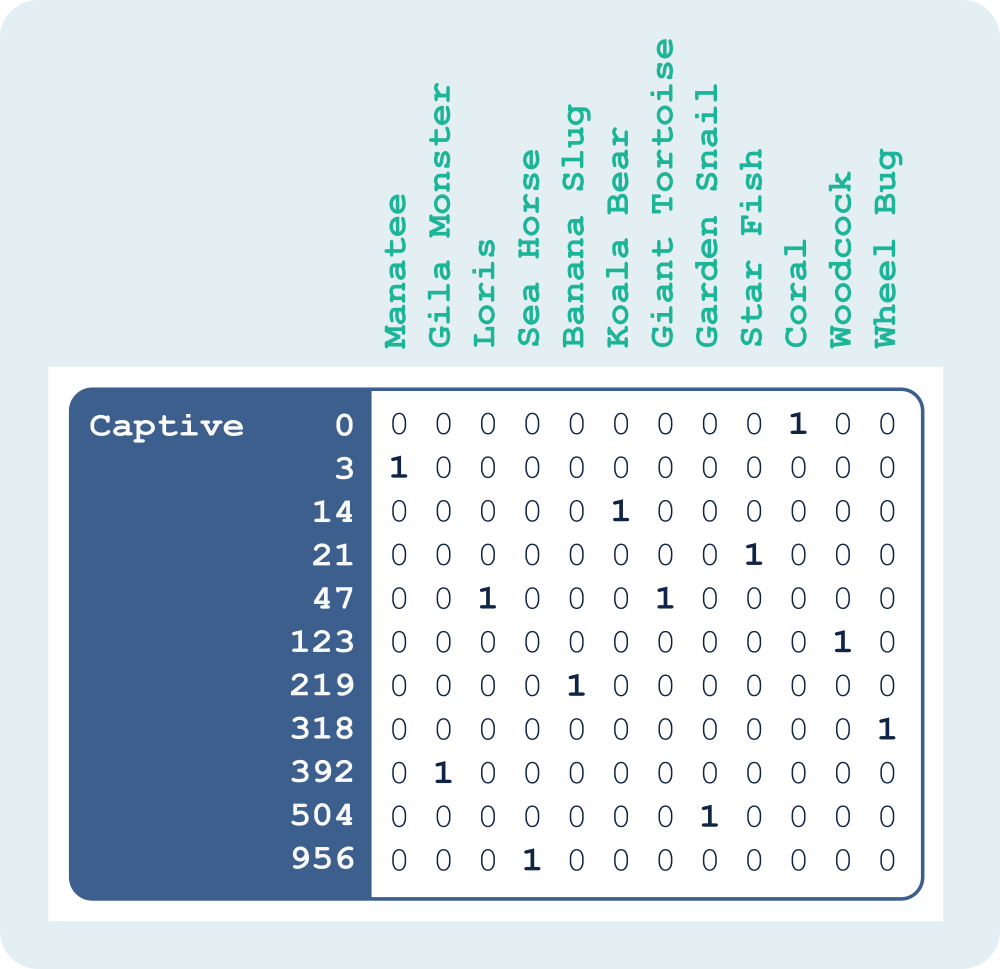 Manatee
Gila Monster
Loris
Sea Horse
Banana Slug
Koala Bear
Giant Tortoise
Garden Snail
Star Fish
Coral
Woodcock
Wheel Bug
Captive 0 0 0 0 0 0 0 0 0 0 1 0 0
3 1 0 0 0 0 0 0 0 0 0 0 0
14 0 0 0 0 0 1 0 0 0 0 0 0
21 0 0 0 0 0 0 0 0 1 0 0 0
47 0 0 1 0 0 0 1 0 0 0 0 0
123 0 0 0 0 0 0 0 0 0 0 1 0
219 0 0 0 0 1 0 0 0 0 0 0 0
318 0 0 0 0 0 0 0 0 0 0 0 1
392 0 1 0 0 0 0 0 0 0 0 0 0
504 0 0 0 0 0 0 0 1 0 0 0 0
956 0 0 0 1 0 0 0 0 0 0 0 0